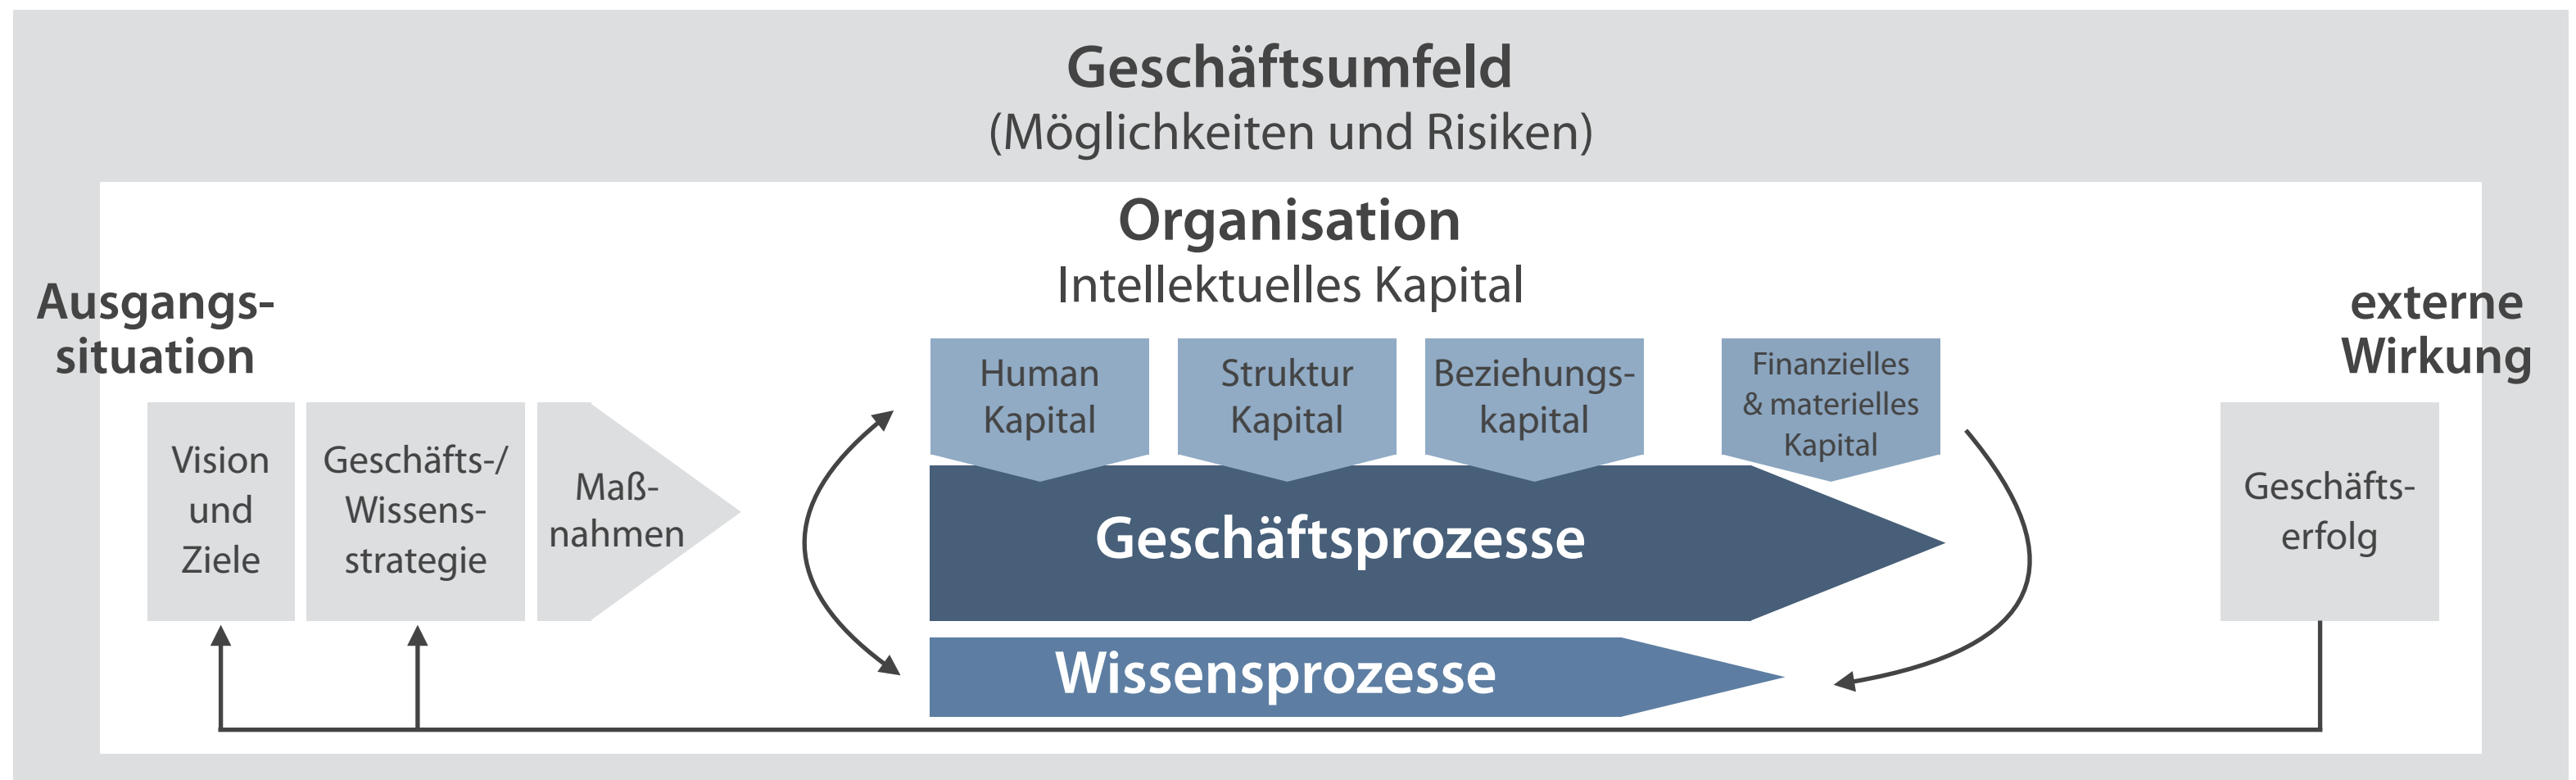 Geschäftsumfeld
(Möglichkeiten und Risiken)
Organisation
Intellektuelles Kapital
Ausgangs-
situation
Vision
und
Ziele
Geschäfts-/
Wissens-
strategie
Maß-
nahmen
Human
Kapital
Struktur
Kapital
Beziehungs-
kapital
Finanzielles
& materielles
Kapital
Geschäftsprozesse
Wissensprozesse
externe
Wirkung
Geschäfts-
erfolg